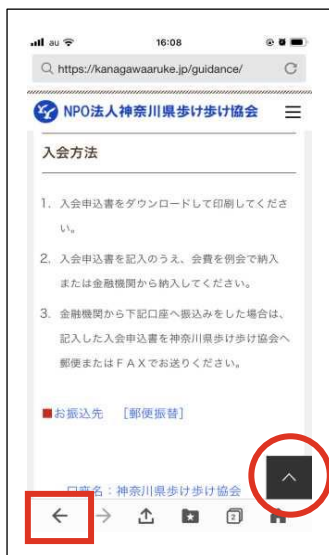 au
16:08
https://kanagawaaruke.jp/guidance/
NPO法人神奈川県歩け歩け協会
入会方法
1. 入会申込書をダウンロードして印刷してくださ
い。
2. 入会申込書を記入のうえ、会費を例会で納入
または金融機関から納入してください。
3. 金融機関から下記口座へ振込みをした場合は、
記入した入会申込書を神奈川県歩け歩け協会へ
郵便またはFAXでお送りください。
■お振込先 [郵便振替]
口座名：神奈川県歩け歩け協会
2